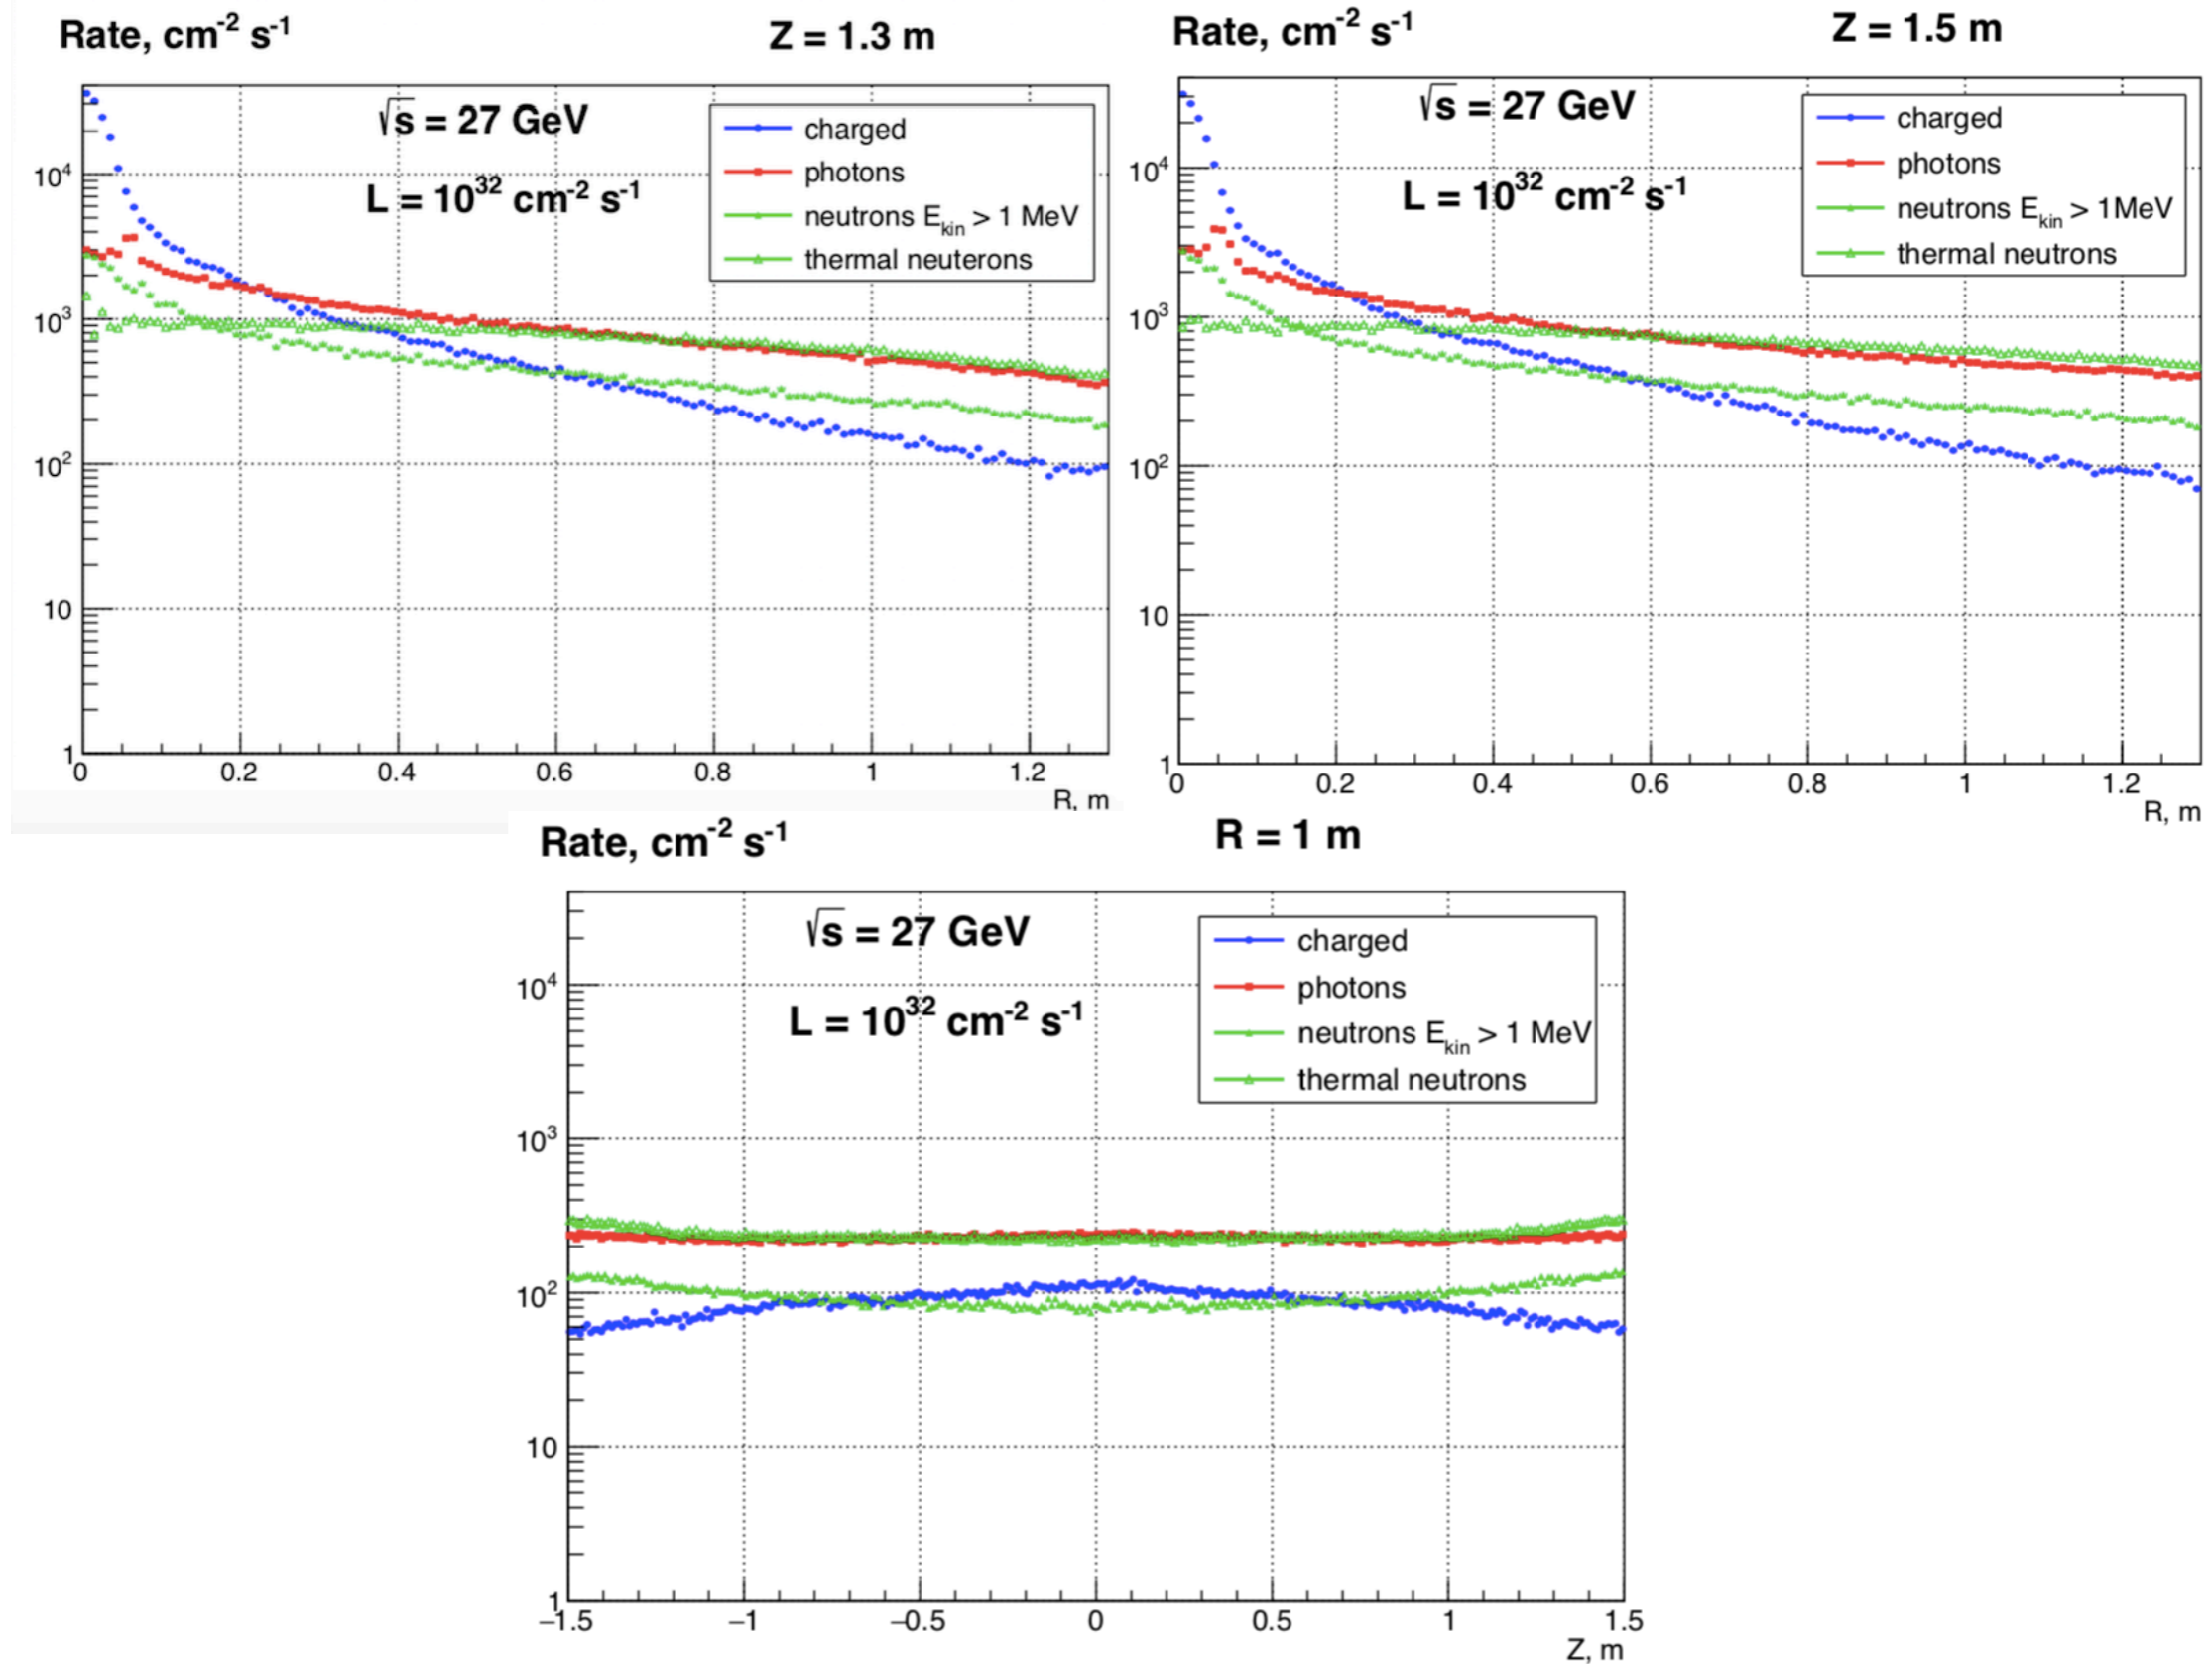 Rate, cm⁻² s⁻¹
Z = 1.3 m
√s = 27 GeV
L = 10³² cm⁻² s⁻¹
charged
photons
neutrons E_kin > 1 MeV
thermal neuterons
10⁴
10³
10²
10
1
0 0.2 0.4 0.6 0.8 1 1.2
R, m
Rate, cm⁻² s⁻¹
Z = 1.5 m
√s = 27 GeV
L = 10³² cm⁻² s⁻¹
charged
photons
neutrons E_kin > 1MeV
thermal neutrons
10⁴
10³
10²
10
1
0 0.2 0.4 0.6 0.8 1 1.2
R, m
Rate, cm⁻² s⁻¹
R = 1 m
√s = 27 GeV
L = 10³² cm⁻² s⁻¹
charged
photons
neutrons E_kin > 1 MeV
thermal neutrons
10⁴
10³
10²
10
1
−1.5 −1 −0.5 0 0.5 1 1.5
Z, m